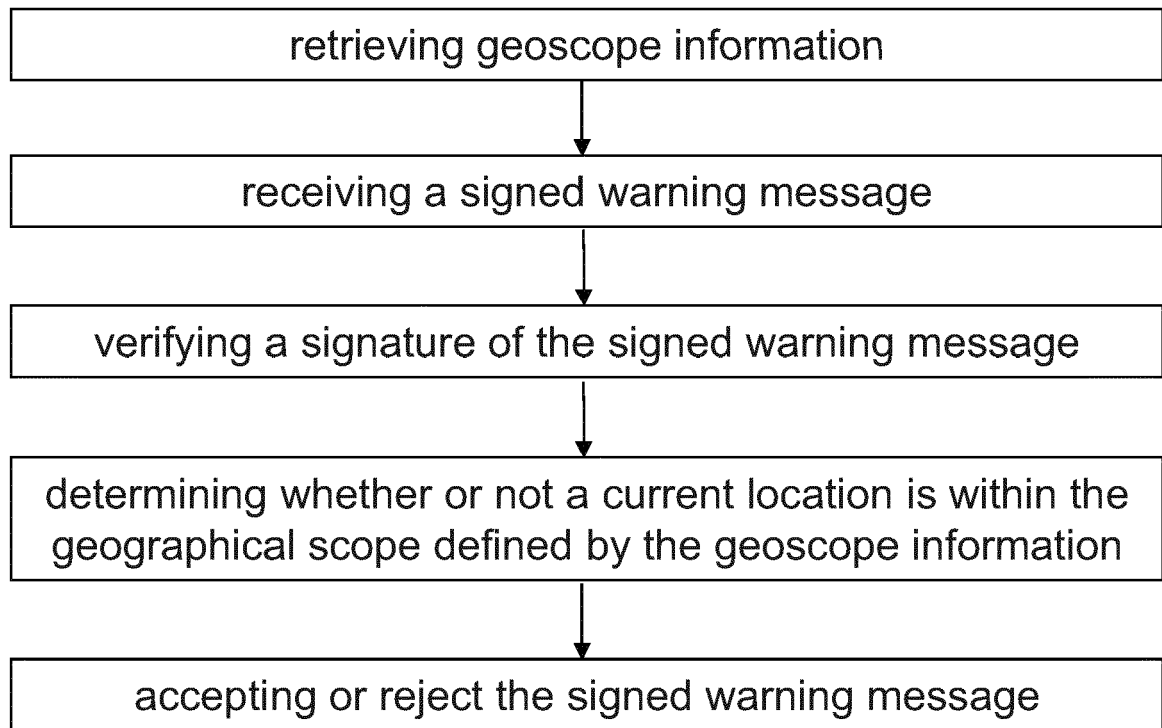 retrieving geoscope information
receiving a signed warning message
verifying a signature of the signed warning message
determining whether or not a current location is within the
geographical scope defined by the geoscope information
accepting or reject the signed warning message